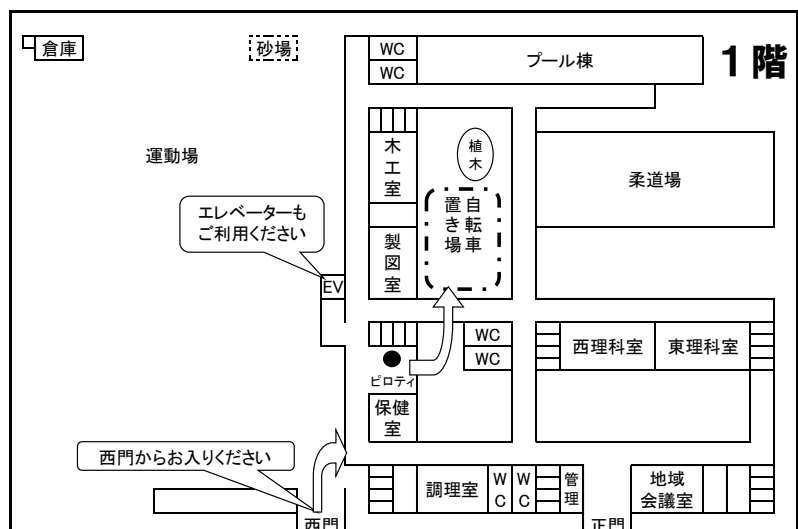 倉庫
砂場
WC
WC
プール棟
1階
運動場
木工室
植木
柔道場
エレベーターも
ご利用ください
自転車
置き場
製図室
EV
WC
WC
西理科室
東理科室
ピロティ
保健
室
西門からお入りください
調理室
WC
WC
管理
地域
会議室
西門
正門